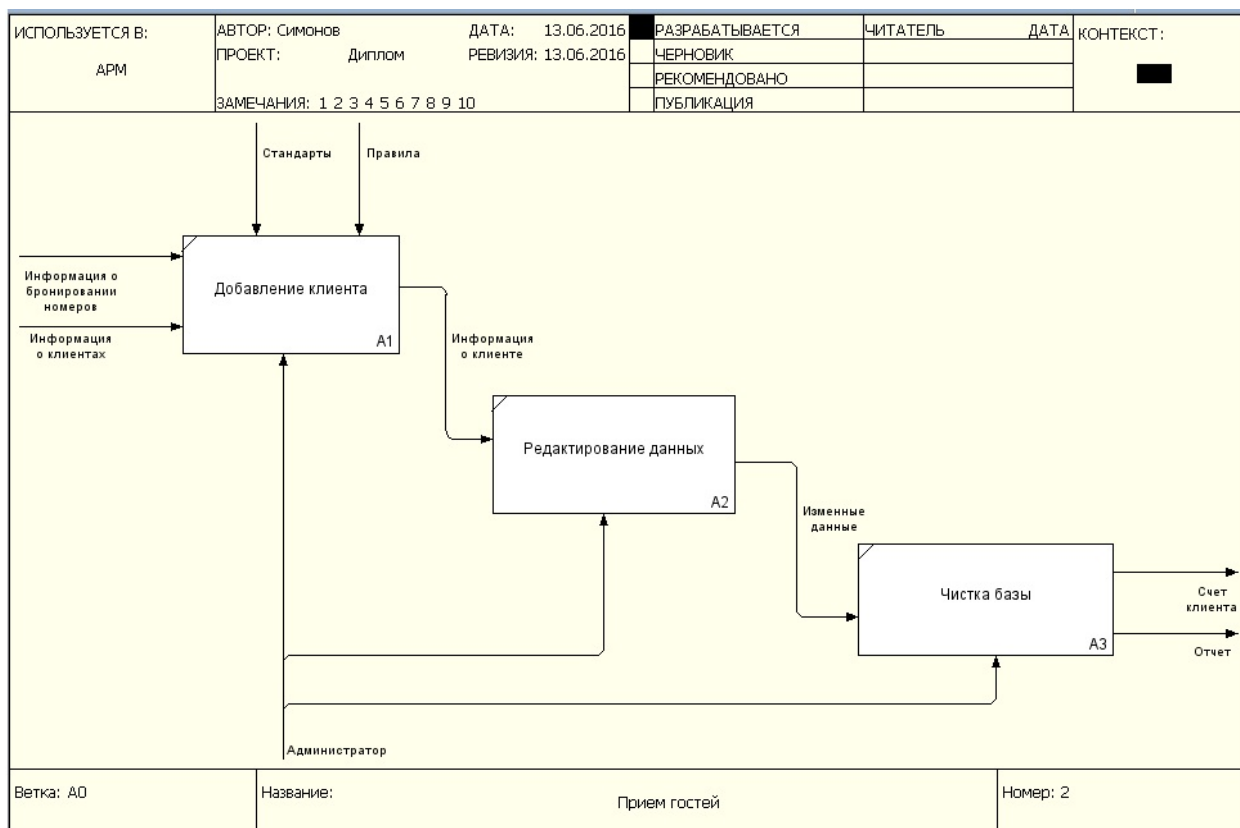 ИСПОЛЬЗУЕТСЯ В:
АРМ
АВТОР: Симонов ДАТА: 13.06.2016
ПРОЕКТ: Диплом РЕВИЗИЯ: 13.06.2016
ЗАМЕЧАНИЯ: 1 2 3 4 5 6 7 8 9 10
РАЗРАБАТЫВАЕТСЯ
ЧЕРНОВИК
РЕКОМЕНДОВАНО
ПУБЛИКАЦИЯ
ЧИТАТЕЛЬ ДАТА
КОНТЕКСТ:
Стандарты
Правила
Информация о
бронировании
номеров
Информация
о клиентах
Добавление клиента
A1
Информация
о клиенте
Редактирование данных
A2
Изменные
данные
Чистка базы
A3
Счет
клиента
Отчет
Администратор
Ветка: A0
Название:
Прием гостей
Номер: 2